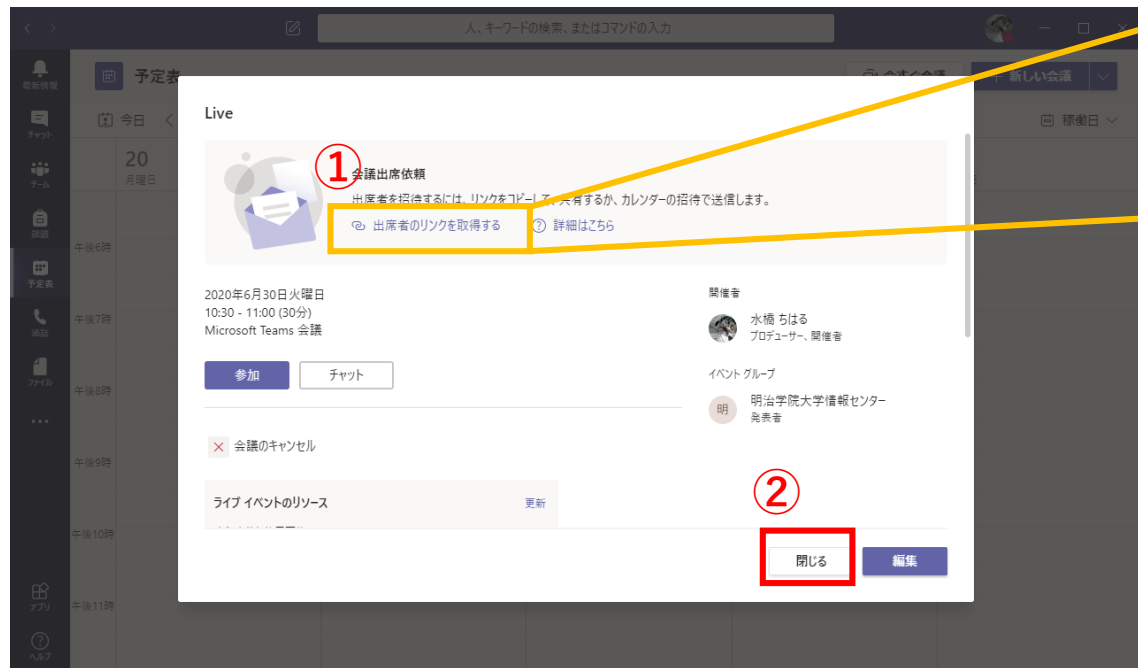 人、キーワードの検索、またはコマンドの入力
最新情報
予定表
今すぐ会議
新しい会議
チャット
今日
稼働日
チーム
20
月曜日
課題
予定表
通話
ファイル
アプリ
ヘルプ
午後6時
午後7時
午後8時
午後9時
午後10時
午後11時
Live
①
会議出席依頼
出席者を招待するには、リンクをコピーして、共有するか、カレンダーの招待で送信します。
出席者のリンクを取得する
詳細はこちら
2020年6月30日火曜日
10:30 - 11:00 (30分)
Microsoft Teams 会議
参加
チャット
会議のキャンセル
開催者
水橋 ちはる
プロデューサー、開催者
イベント グループ
明
明治学院大学情報センター
発表者
ライブ イベントのリソース
更新
②
閉じる
編集